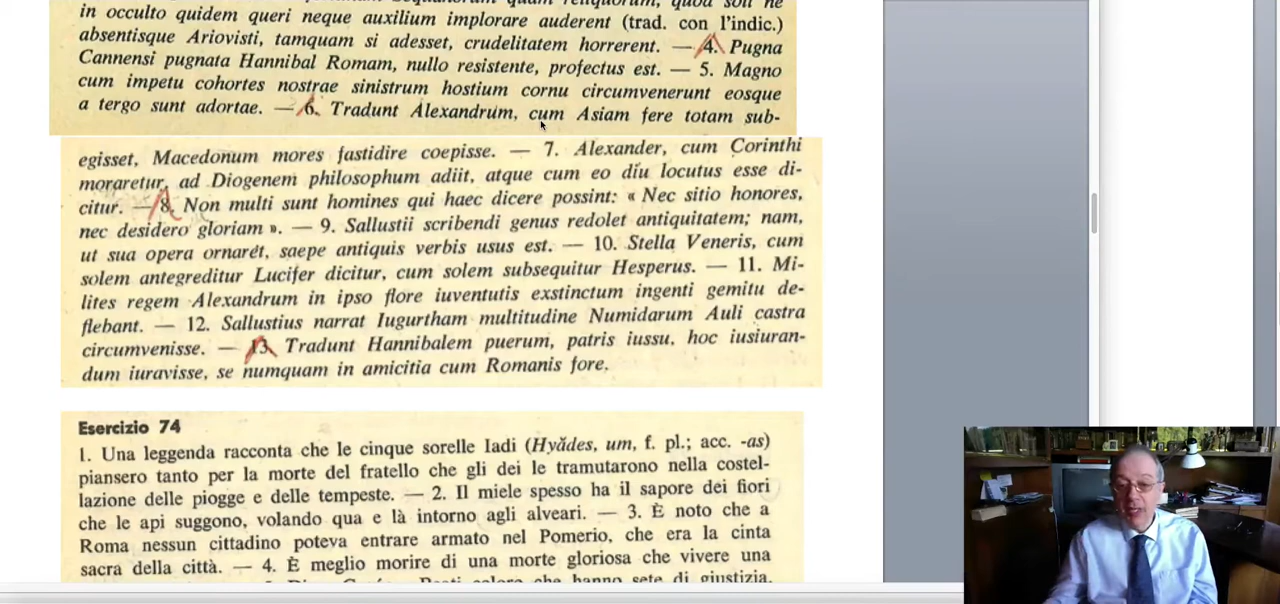 in occulto quidem queri neque auxilium implorare auderent (trad. con l'indic.)
absentisque Ariovisti, tamquam si adesset, crudelitatem horrerent. — 4. Pugna
Cannensi pugnata Hannibal Romam, nullo resistente, profectus est. — 5. Magno
cum impetu cohortes nostrae sinistrum hostium cornu circumvenerunt eosque
a tergo sunt adortae. — 6. Tradunt Alexandrum, cum Asiam fere totam sub-
egisset, Macedonum mores fastidire coepisse. — 7. Alexander, cum Corinthi
moraretur, ad Diogenem philosophum adiit, atque cum eo diu locutus esse di-
citur. — 8. Non multi sunt homines qui haec dicere possint: « Nec sitio honores,
nec desidero gloriam ». — 9. Sallustii scribendi genus redolet antiquitatem; nam,
ut sua opera ornaret, saepe antiquis verbis usus est. — 10. Stella Veneris, cum
solem antegreditur Lucifer dicitur, cum solem subsequitur Hesperus. — 11. Mi-
lites regem Alexandrum in ipso flore iuventutis exstinctum ingenti gemitu de-
flebant. — 12. Sallustius narrat Iugurtham multitudine Numidarum Auli castra
circumvenisse. — 13. Tradunt Hannibalem puerum, patris iussu, hoc iusiuran-
dum iuravisse, se numquam in amicitia cum Romanis fore.
Esercizio 74
1. Una leggenda racconta che le cinque sorelle Iadi (Hyădes, um, f. pl.; acc. -as)
piansero tanto per la morte del fratello che gli dei le tramutarono nella costel-
lazione delle piogge e delle tempeste. — 2. Il miele spesso ha il sapore dei fiori
che le api suggono, volando qua e là intorno agli alveari. — 3. È noto che a
Roma nessun cittadino poteva entrare armato nel Pomerio, che era la cinta
sacra della città. — 4. È meglio morire di una morte gloriosa che vivere una